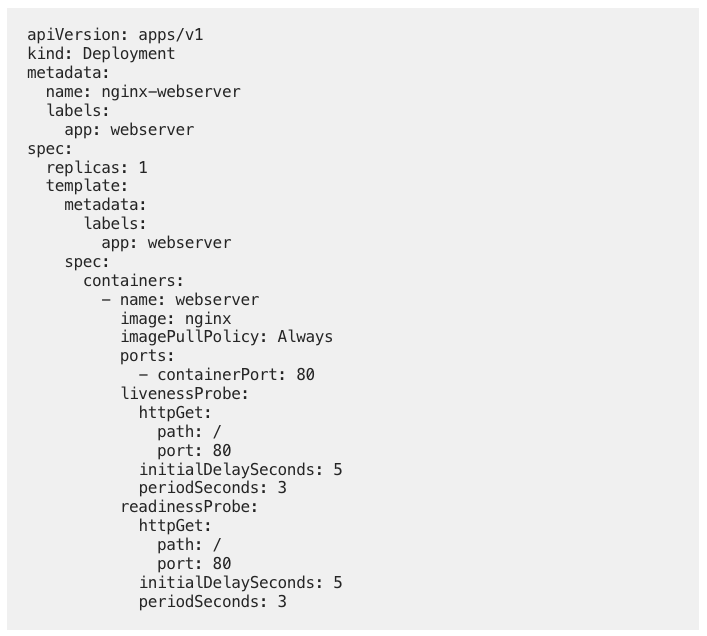 apiVersion: apps/v1
kind: Deployment
metadata:
  name: nginx-webserver
  labels:
    app: webserver
spec:
  replicas: 1
  template:
    metadata:
      labels:
        app: webserver
    spec:
      containers:
        - name: webserver
          image: nginx
          imagePullPolicy: Always
          ports:
            - containerPort: 80
          livenessProbe:
            httpGet:
              path: /
              port: 80
            initialDelaySeconds: 5
            periodSeconds: 3
          readinessProbe:
            httpGet:
              path: /
              port: 80
            initialDelaySeconds: 5
            periodSeconds: 3